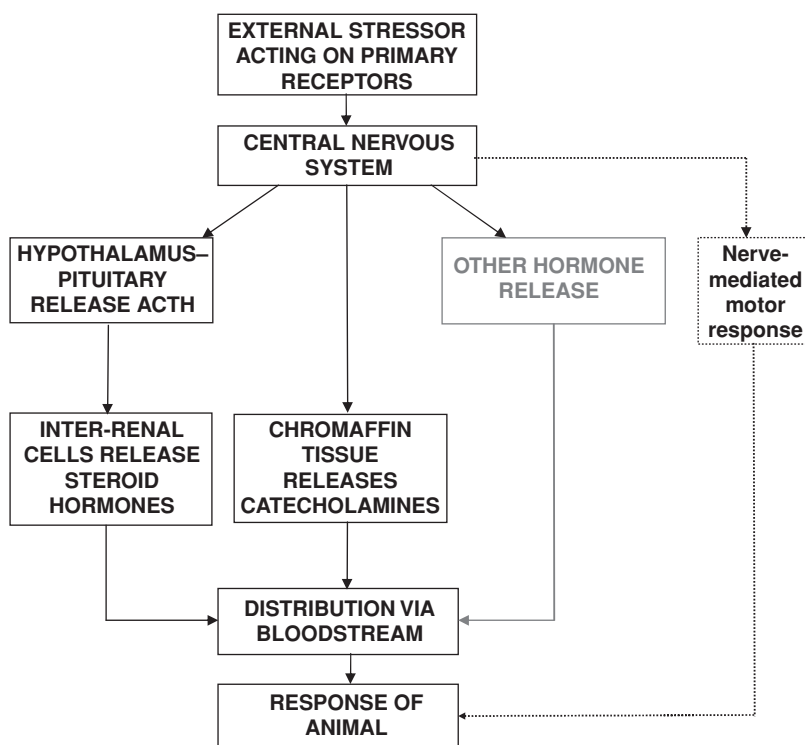 EXTERNAL STRESSOR
ACTING ON PRIMARY
RECEPTORS
CENTRAL NERVOUS
SYSTEM
HYPOTHALAMUS–
PITUITARY
RELEASE ACTH
OTHER HORMONE
RELEASE
Nerve-
mediated
motor
response
INTER-RENAL
CELLS RELEASE
STEROID
HORMONES
CHROMAFFIN
TISSUE
RELEASES
CATECHOLAMINES
DISTRIBUTION VIA
BLOODSTREAM
RESPONSE OF
ANIMAL